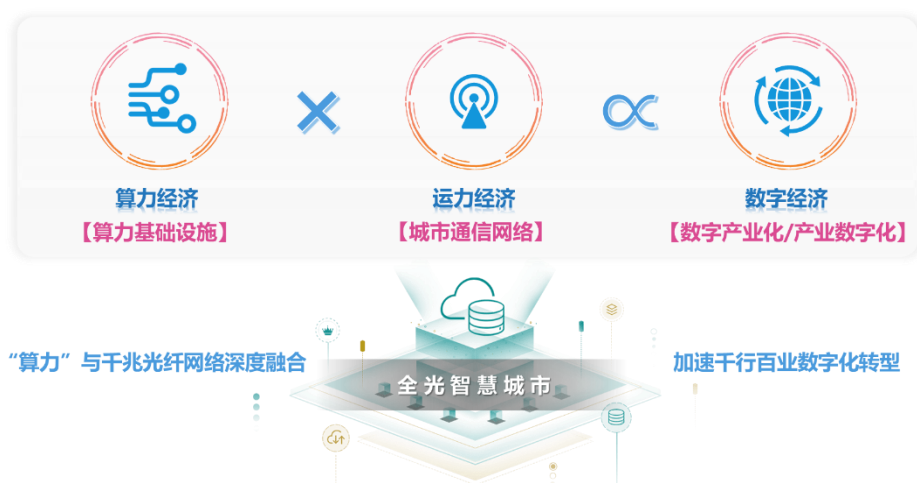 算力经济
【算力基础设施】
运力经济
【城市通信网络】
数字经济
【数字产业化/产业数字化】
“算力”与千兆光纤网络深度融合
全光智慧城市
加速千行百业数字化转型